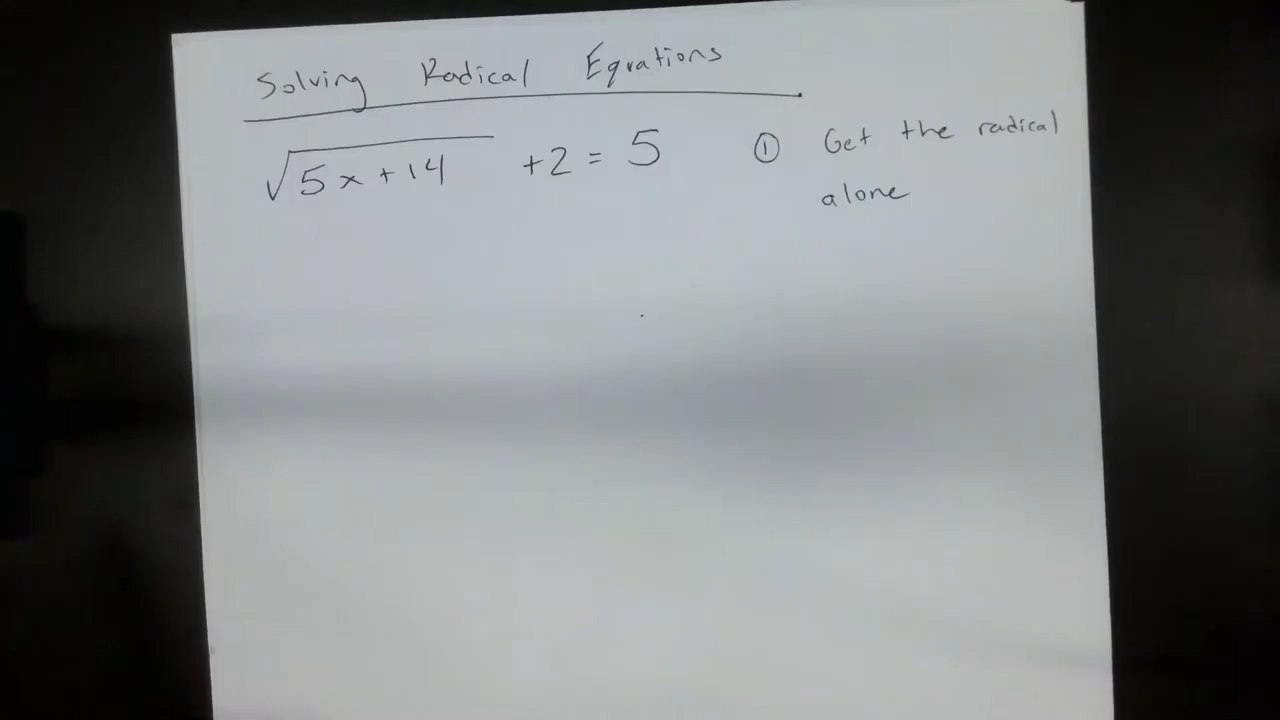 Solving Radical Equations
√5x+14 +2 = 5 ① Get the radical
alone